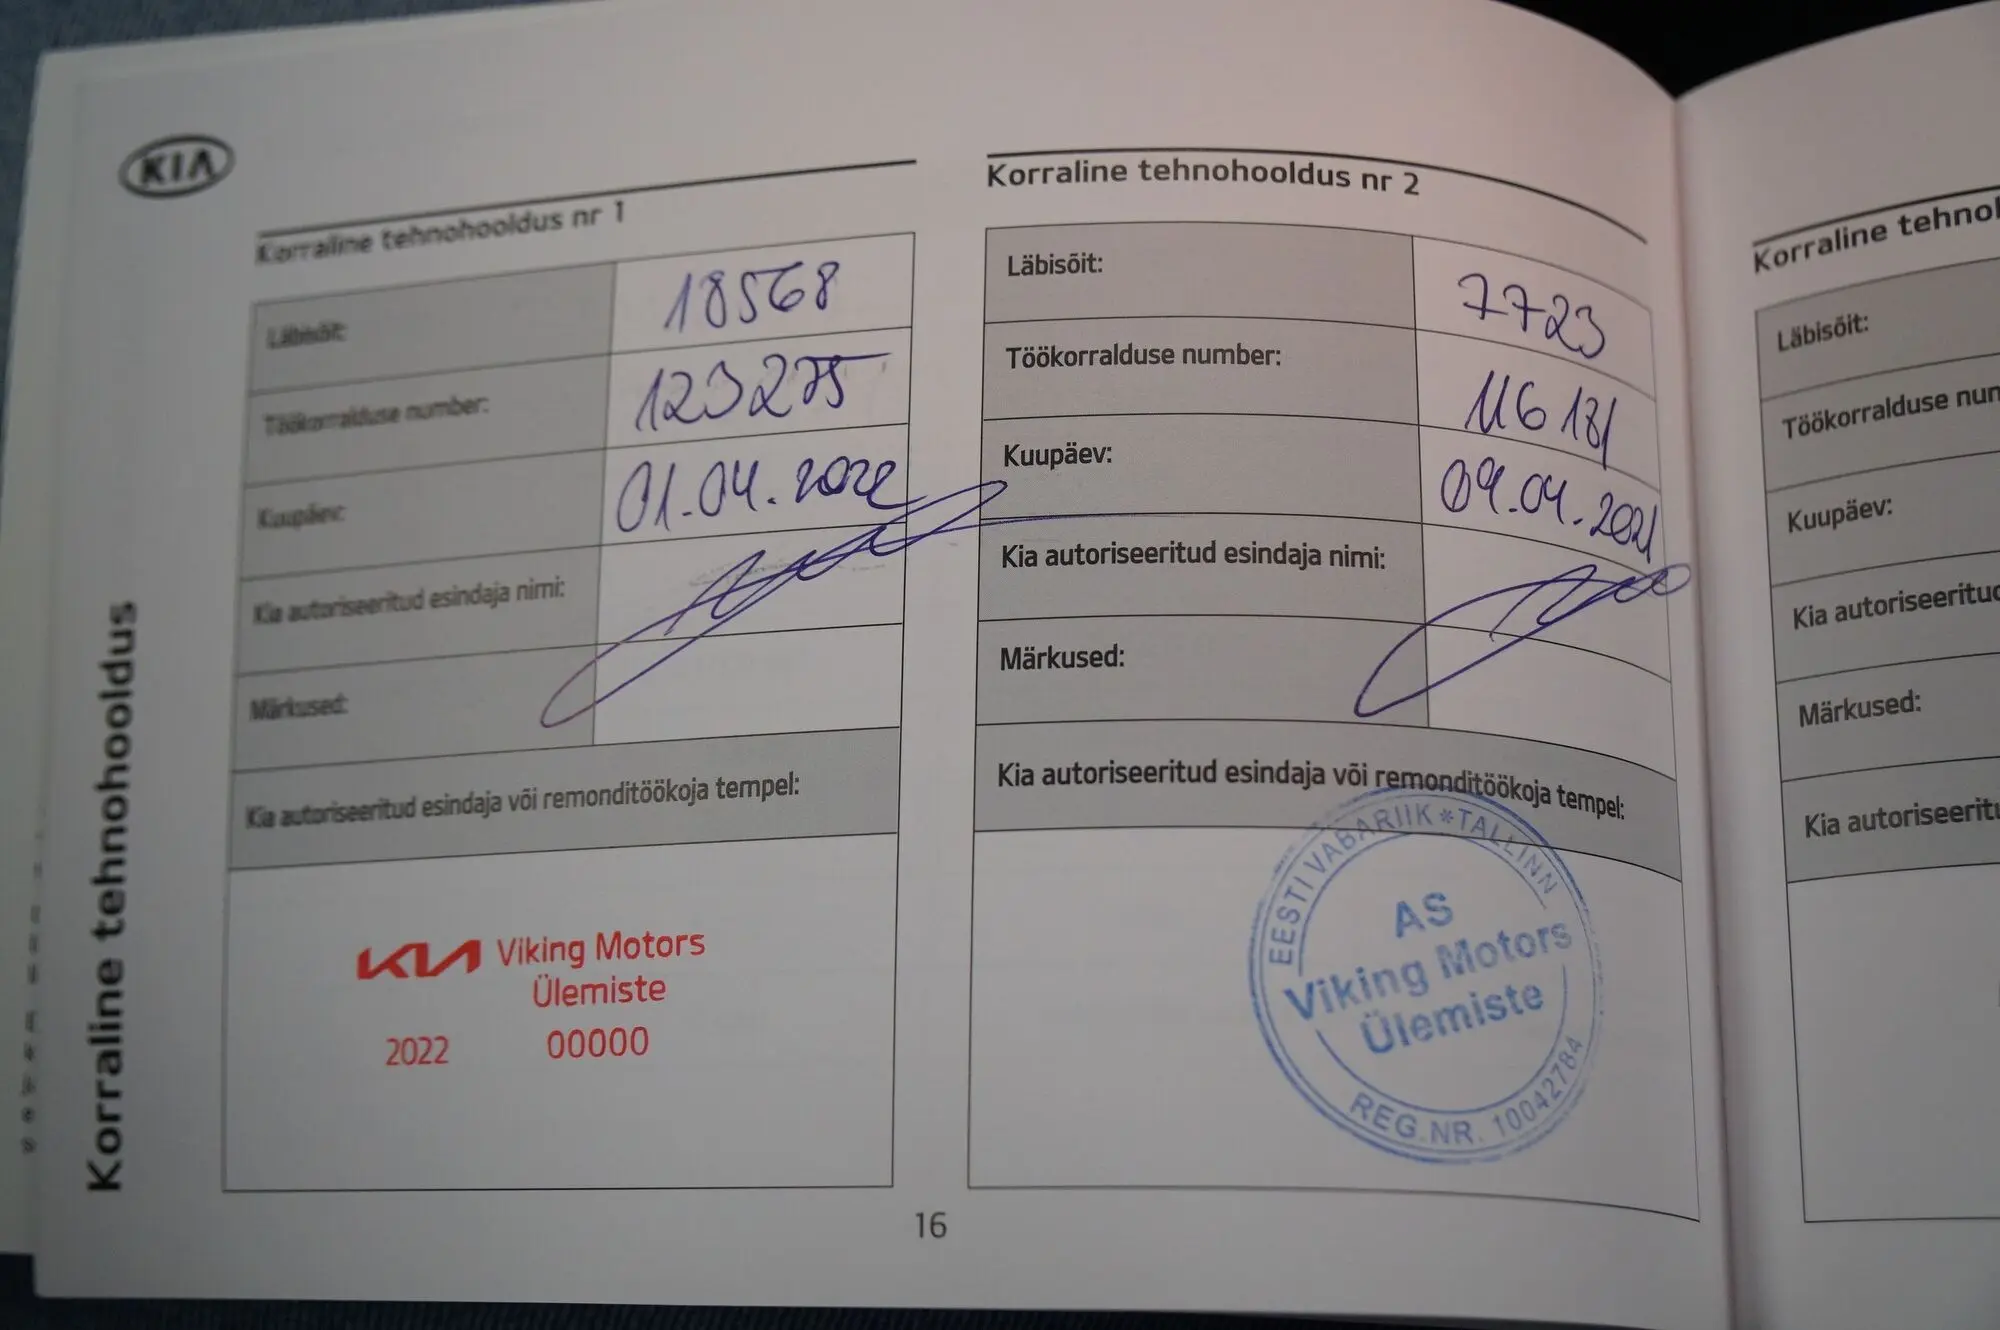 KIA
Korraline tehnohooldus
Korraline tehnohooldus nr 1
Läbisõit: 18568
Töökorralduse number: 123275
Kuupäev: 01.04.2022
Kia autoriseeritud esindaja nimi:
Märkused:
Kia autoriseeritud esindaja või remonditöökoja tempel:
KIA Viking Motors
Ülemiste
2022 00000
Korraline tehnohooldus nr 2
Läbisõit: 7723
Töökorralduse number: 116181
Kuupäev: 09.04.2021
Kia autoriseeritud esindaja nimi:
Märkused:
Kia autoriseeritud esindaja või remonditöökoja tempel:
EESTI VABARIIK * TALLINN
AS
Viking Motors
Ülemiste
REG.NR. 10042784
16
Korraline tehnol
Läbisõit:
Töökorralduse num
Kuupäev:
Kia autoriseeritud
Märkused:
Kia autoriseeritu